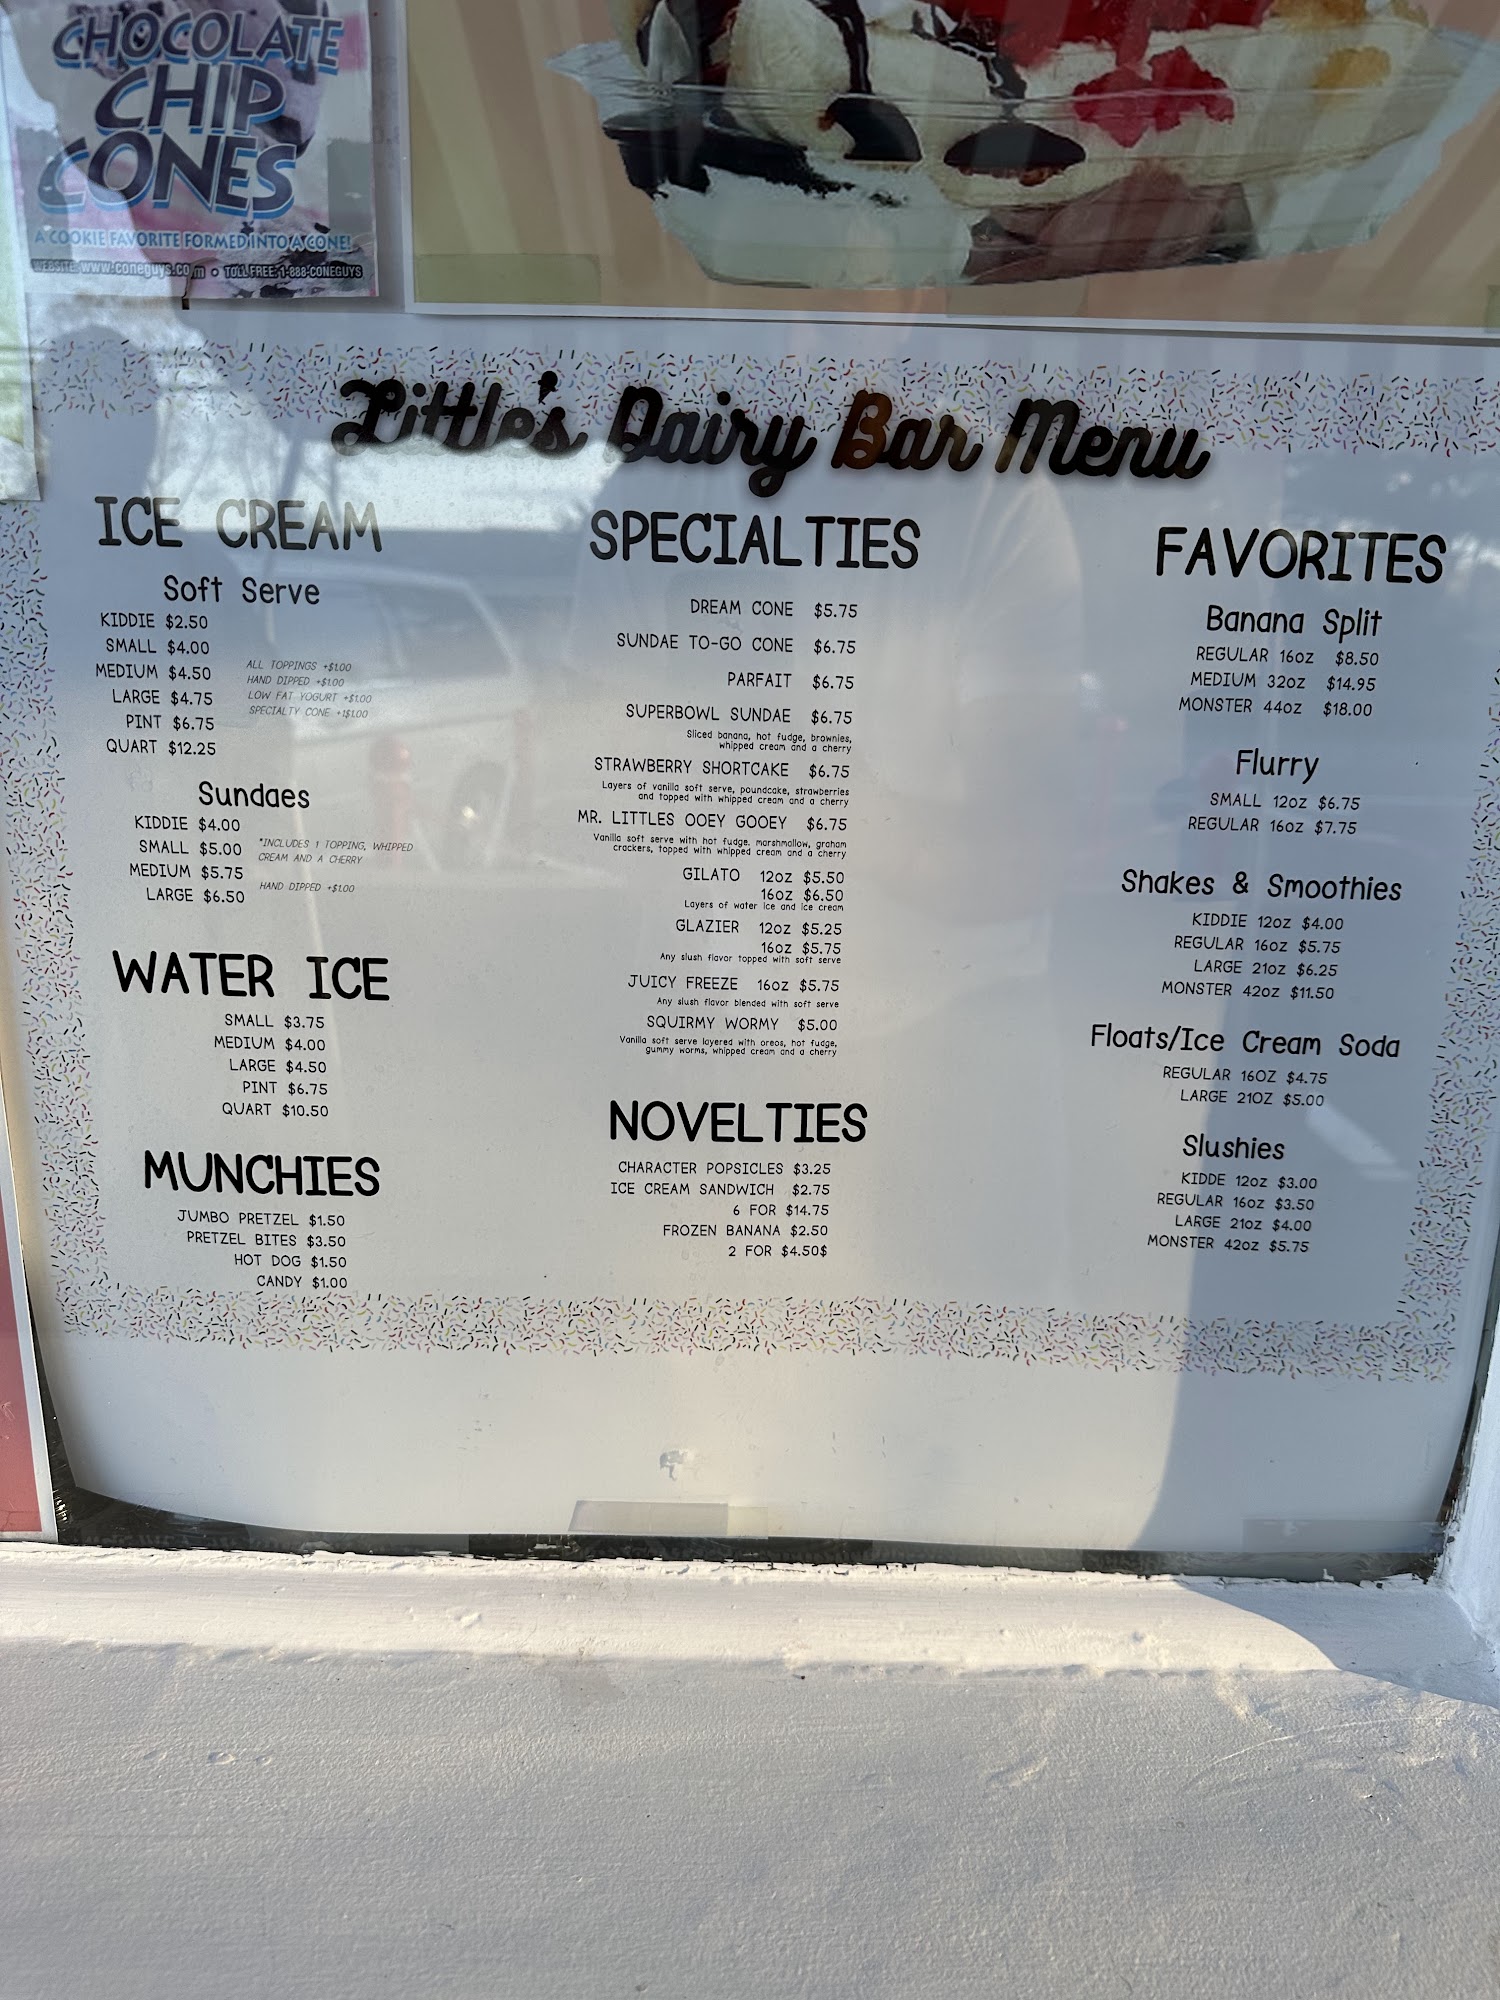 CHOCOLATE
CHIP
CONES
A COOKIE FAVORITE FORMED INTO A CONE!
WEBSITE: www.coneguys.com • TOLL FREE: 1-888-CONEGUYS
Little's Dairy Bar Menu
ICE CREAM
Soft Serve
KIDDIE $2.50
SMALL $4.00
MEDIUM $4.50
LARGE $4.75
PINT $6.75
QUART $12.25
ALL TOPPINGS +$1.00
HAND DIPPED +$1.00
LOW FAT YOGURT +$1.00
SPECIALTY CONE +1$1.00
Sundaes
KIDDIE $4.00
SMALL $5.00
MEDIUM $5.75
LARGE $6.50
*INCLUDES 1 TOPPING, WHIPPED
CREAM AND A CHERRY
HAND DIPPED +$1.00
WATER ICE
SMALL $3.75
MEDIUM $4.00
LARGE $4.50
PINT $6.75
QUART $10.50
MUNCHIES
JUMBO PRETZEL $1.50
PRETZEL BITES $3.50
HOT DOG $1.50
CANDY $1.00
SPECIALTIES
DREAM CONE $5.75
SUNDAE TO-GO CONE $6.75
PARFAIT $6.75
SUPERBOWL SUNDAE $6.75
Sliced banana, hot fudge, brownies,
whipped cream and a cherry
STRAWBERRY SHORTCAKE $6.75
Layers of vanilla soft serve, poundcake, strawberries
and topped with whipped cream and a cherry
MR. LITTLES OOEY GOOEY $6.75
Vanilla soft serve with hot fudge, marshmallow, graham
crackers, topped with whipped cream and a cherry
GILATO 12oz $5.50
16oz $6.50
Layers of water ice and ice cream
GLAZIER 12oz $5.25
16oz $5.75
Any slush flavor topped with soft serve
JUICY FREEZE 16oz $5.75
Any slush flavor blended with soft serve
SQUIRMY WORMY $5.00
Vanilla soft serve layered with oreos, hot fudge,
gummy worms, whipped cream and a cherry
NOVELTIES
CHARACTER POPSICLES $3.25
ICE CREAM SANDWICH $2.75
6 FOR $14.75
FROZEN BANANA $2.50
2 FOR $4.50$
FAVORITES
Banana Split
REGULAR 16oz $8.50
MEDIUM 32oz $14.95
MONSTER 44oz $18.00
Flurry
SMALL 12oz $6.75
REGULAR 16oz $7.75
Shakes & Smoothies
KIDDIE 12oz $4.00
REGULAR 16oz $5.75
LARGE 21oz $6.25
MONSTER 42oz $11.50
Floats/Ice Cream Soda
REGULAR 16OZ $4.75
LARGE 21OZ $5.00
Slushies
KIDDE 12oz $3.00
REGULAR 16oz $3.50
LARGE 21oz $4.00
MONSTER 42oz $5.75